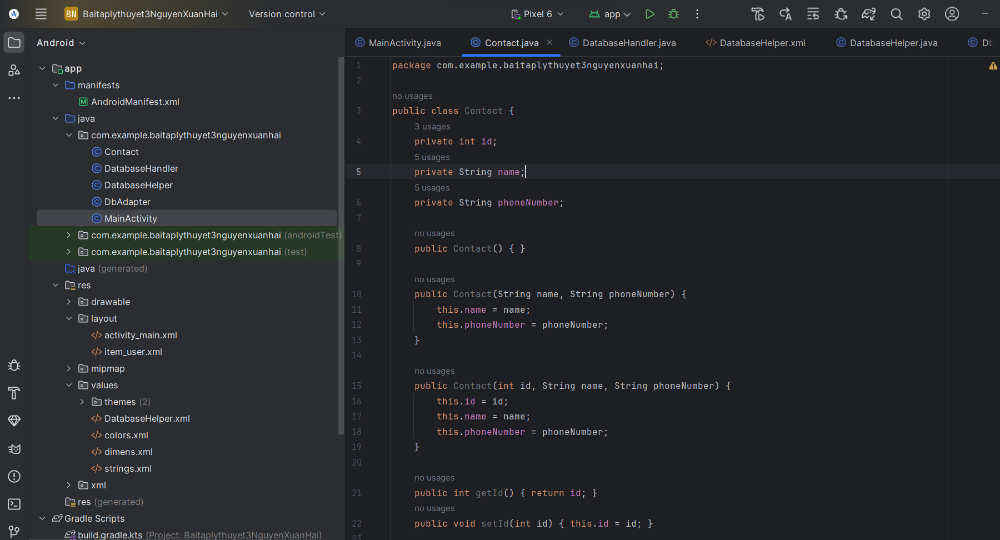 BN Baitaplythuyet3NguyenXuanHai Version control Pixel 6 app
Android
app
manifests
AndroidManifest.xml
java
com.example.baitaplythuyet3nguyenxuanhai
Contact
DatabaseHandler
DatabaseHelper
DbAdapter
MainActivity
com.example.baitaplythuyet3nguyenxuanhai (androidTest)
com.example.baitaplythuyet3nguyenxuanhai (test)
java (generated)
res
drawable
layout
activity_main.xml
item_user.xml
mipmap
values
themes (2)
DatabaseHelper.xml
colors.xml
dimens.xml
strings.xml
xml
res (generated)
Gradle Scripts
build.gradle.kts (Project: Baitaplythuyet3NguyenXuanHai)
MainActivity.java Contact.java DatabaseHandler.java DatabaseHelper.xml DatabaseHelper.java Db
1 package com.example.baitaplythuyet3nguyenxuanhai;
2
no usages
3 public class Contact {
3 usages
4 private int id;
5 usages
5 private String name;
5 usages
6 private String phoneNumber;
7
no usages
8 public Contact() { }
9
no usages
10 public Contact(String name, String phoneNumber) {
11 this.name = name;
12 this.phoneNumber = phoneNumber;
13 }
14
no usages
15 public Contact(int id, String name, String phoneNumber) {
16 this.id = id;
17 this.name = name;
18 this.phoneNumber = phoneNumber;
19 }
20
no usages
21 public int getId() { return id; }
no usages
22 public void setId(int id) { this.id = id; }
23